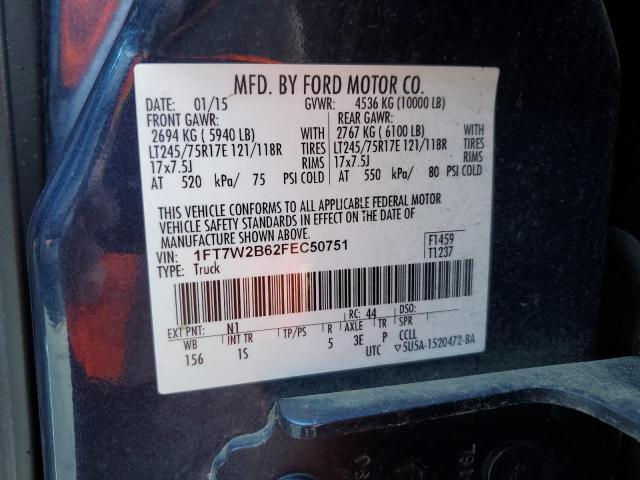 MFD. BY FORD MOTOR CO.
DATE: 01/15 GVWR: 4536 KG (10000 LB)
FRONT GAWR: REAR GAWR:
2694 KG ( 5940 LB) WITH 2767 KG ( 6100 LB) WITH
LT245/75R17E 121/118R TIRES LT245/75R17E 121/118R TIRES
17x7.5J RIMS 17x7.5J RIMS
AT 520 kPa/ 75 PSI COLD AT 550 kPa/ 80 PSI COLD
THIS VEHICLE CONFORMS TO ALL APPLICABLE FEDERAL MOTOR
VEHICLE SAFETY STANDARDS IN EFFECT ON THE DATE OF
MANUFACTURE SHOWN ABOVE.
VIN: 1FT7W2B62FEC50751 F1459
TYPE: Truck T1237
EXT PNT: N1 RC: 44 DSO:
WB INT TR TP/PS R AXLE TR SPR
156 1S 5 3E P CCLL
UTC ▽5U5A-1520472-BA